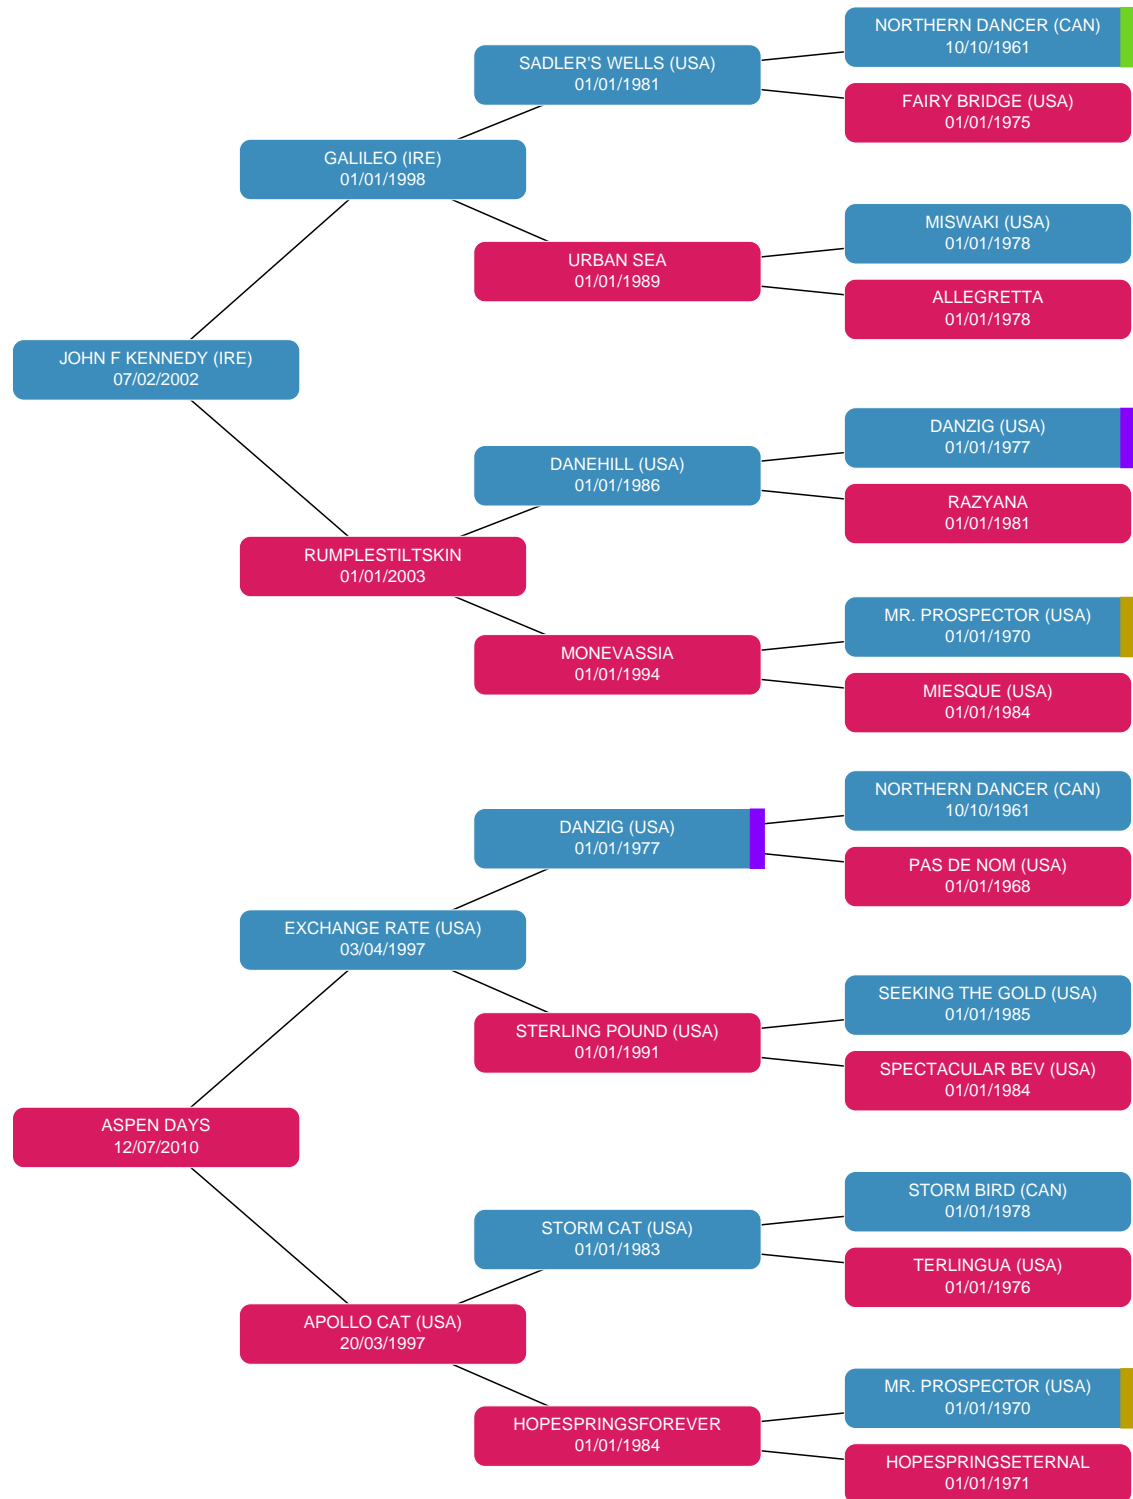 NORTHERN DANCER (CAN)
10/10/1961
SADLER'S WELLS (USA)
01/01/1981
FAIRY BRIDGE (USA)
01/01/1975
GALILEO (IRE)
01/01/1998
MISWAKI (USA)
01/01/1978
URBAN SEA
01/01/1989
ALLEGRETTA
01/01/1978
JOHN F KENNEDY (IRE)
07/02/2002
DANZIG (USA)
01/01/1977
DANEHILL (USA)
01/01/1986
RAZYANA
01/01/1981
RUMPLESTILTSKIN
01/01/2003
MR. PROSPECTOR (USA)
01/01/1970
MONEVASSIA
01/01/1994
MIESQUE (USA)
01/01/1984
NORTHERN DANCER (CAN)
10/10/1961
DANZIG (USA)
01/01/1977
PAS DE NOM (USA)
01/01/1968
EXCHANGE RATE (USA)
03/04/1997
SEEKING THE GOLD (USA)
01/01/1985
STERLING POUND (USA)
01/01/1991
SPECTACULAR BEV (USA)
01/01/1984
ASPEN DAYS
12/07/2010
STORM BIRD (CAN)
01/01/1978
STORM CAT (USA)
01/01/1983
TERLINGUA (USA)
01/01/1976
APOLLO CAT (USA)
20/03/1997
MR. PROSPECTOR (USA)
01/01/1970
HOPESPRINGSFOREVER
01/01/1984
HOPESPRINGSETERNAL
01/01/1971